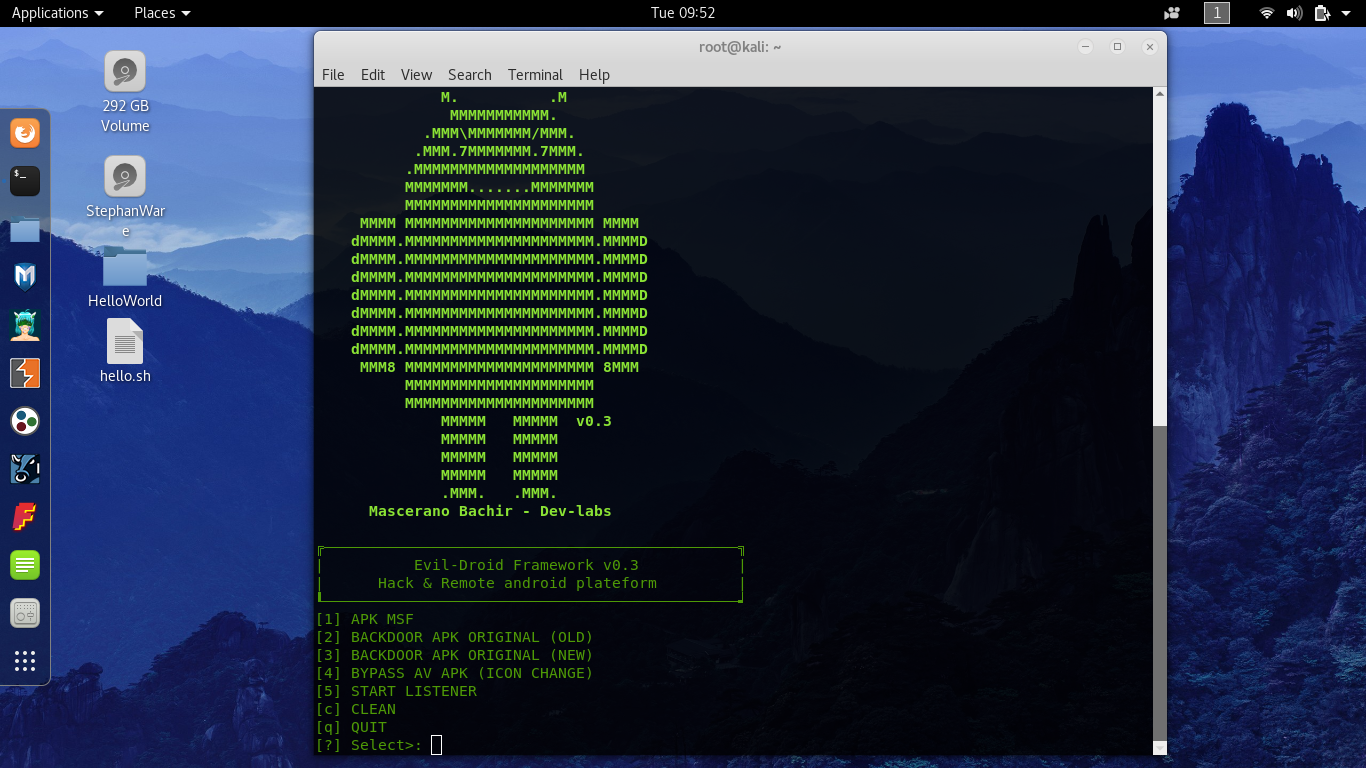 Applications Places Tue 09:52 1
292 GB
Volume
StephanWar
e
HelloWorld
hello.sh
root@kali: ~
File Edit View Search Terminal Help
M.          .M
MMMMMMMMMMM.
.MMM\MMMMMMM/MMM.
.MMM.7MMMMMMM.7MMM.
.MMMMMMMMMMMMMMMMMMM
MMMMMMM.......MMMMMMM
MMMMMMMMMMMMMMMMMMMMM
MMMM MMMMMMMMMMMMMMMMMMMMM MMMM
dMMMM.MMMMMMMMMMMMMMMMMMMMM.MMMMD
dMMMM.MMMMMMMMMMMMMMMMMMMMM.MMMMD
dMMMM.MMMMMMMMMMMMMMMMMMMMM.MMMMD
dMMMM.MMMMMMMMMMMMMMMMMMMMM.MMMMD
dMMMM.MMMMMMMMMMMMMMMMMMMMM.MMMMD
dMMMM.MMMMMMMMMMMMMMMMMMMMM.MMMMD
dMMMM.MMMMMMMMMMMMMMMMMMMMM.MMMMD
MMM8 MMMMMMMMMMMMMMMMMMMMM 8MMM
MMMMMMMMMMMMMMMMMMMMM
MMMMMMMMMMMMMMMMMMMMM
MMMMM   MMMMM  v0.3
MMMMM   MMMMM
MMMMM   MMMMM
MMMMM   MMMMM
.MMM.   .MMM.
Mascerano Bachir - Dev-labs
Evil-Droid Framework v0.3
Hack & Remote android plateform
[1] APK MSF
[2] BACKDOOR APK ORIGINAL (OLD)
[3] BACKDOOR APK ORIGINAL (NEW)
[4] BYPASS AV APK (ICON CHANGE)
[5] START LISTENER
[c] CLEAN
[q] QUIT
[?] Select>: